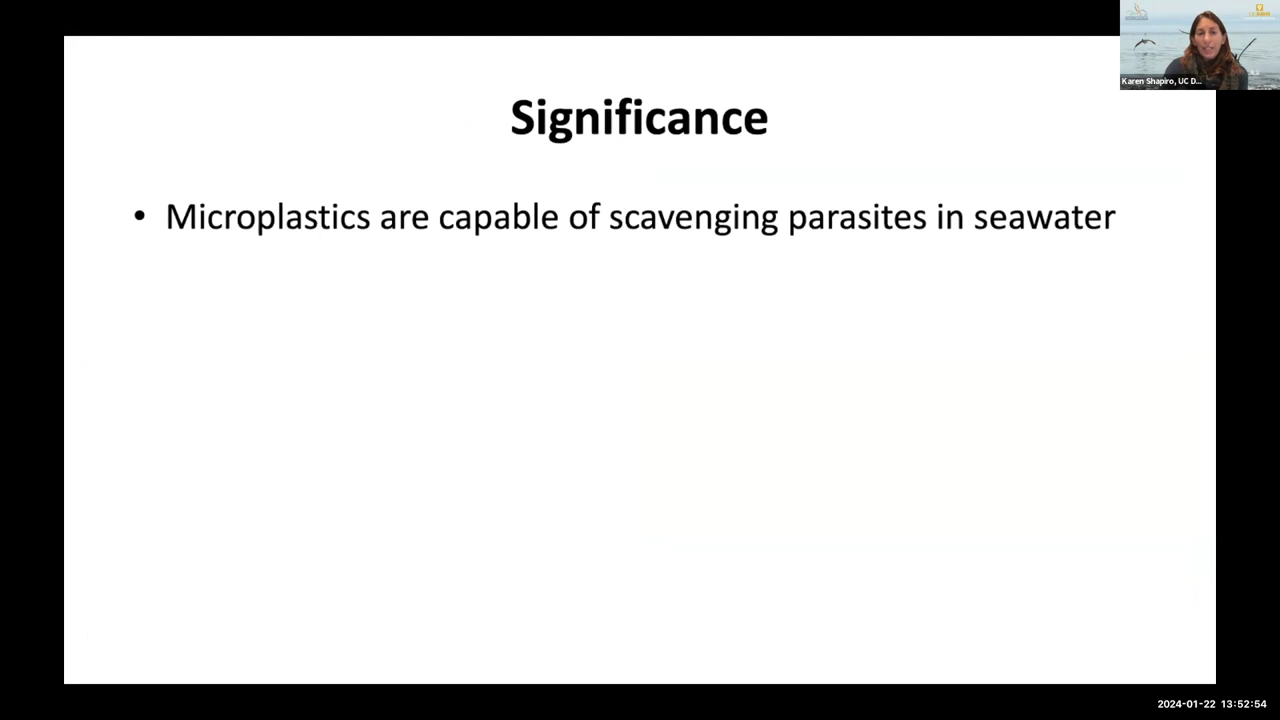 Karen Shapiro, UC D...
Significance
• Microplastics are capable of scavenging parasites in seawater
2024-01-22 13:52:54